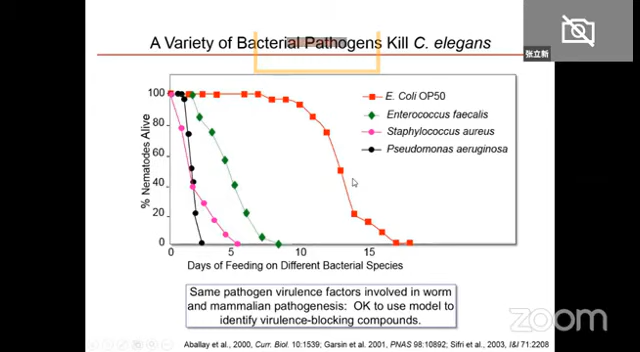 A Variety of Bacterial Pathogens Kill C. elegans
张立新
100
80
60
40
20
0
% Nematodes Alive
E. Coli OP50
Enterococcus faecalis
Staphylococcus aureus
Pseudomonas aeruginosa
0 5 10 15
Days of Feeding on Different Bacterial Species
Same pathogen virulence factors involved in worm
and mammalian pathogenesis: OK to use model to
identify virulence-blocking compounds.
zoom
Aballay et al., 2000, Curr. Biol. 10:1539; Garsin et al. 2001, PNAS 98:10892; Sifri et al., 2003, I&I 71:2208